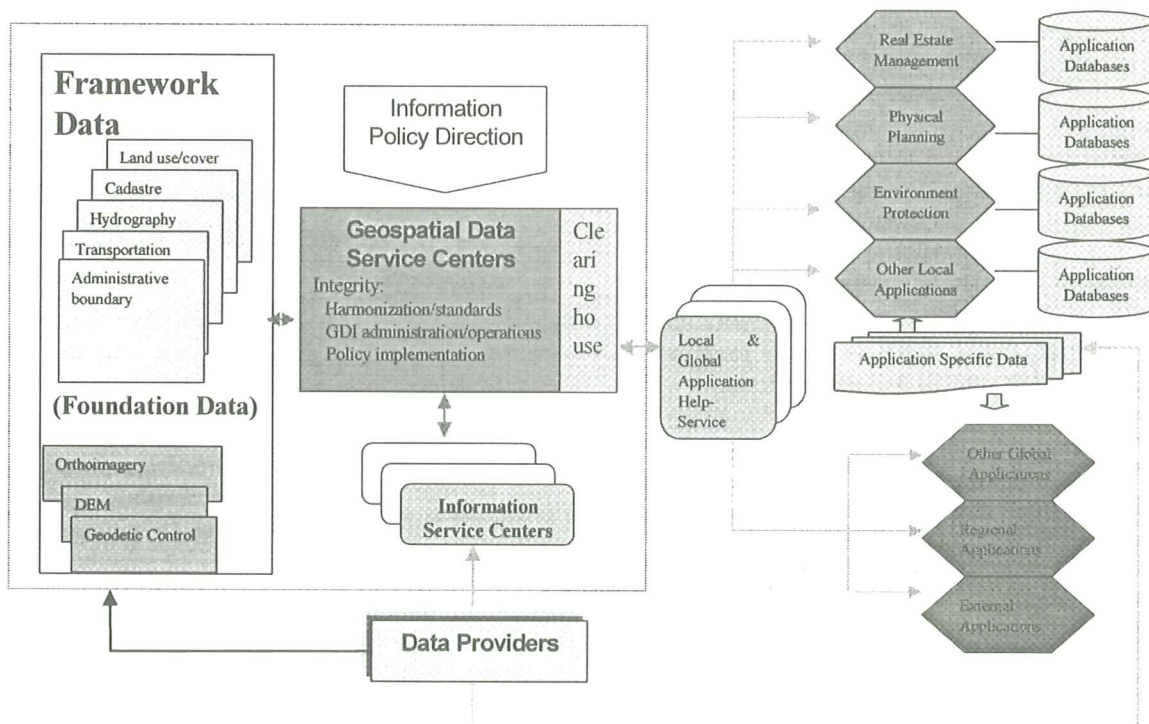 Framework
Data
Land use/cover
Cadastre
Hydrography
Transportation
Administrative
boundary
(Foundation Data)
Orthoimagery
DEM
Geodetic Control
Information
Policy Direction
Geospatial Data
Service Centers
Integrity:
Harmonization/standards
GDI administration/operations
Policy implementation
Cle
ari
ng
ho
use
Information
Service Centers
Data Providers
Local &
Global
Application
Help-
Service
Real Estate
Management
Application
Databases
Physical
Planning
Application
Databases
Environment
Protection
Application
Databases
Other Local
Applications
Application
Databases
Application Specific Data
Other Global
Applications
Regional
Applications
External
Applications